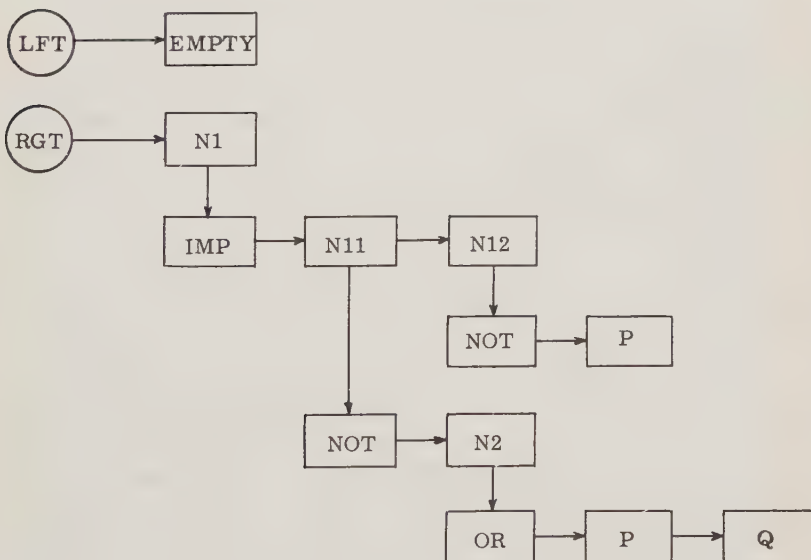 LFT EMPTY
RGT N1
IMP N11 N12
NOT P
NOT N2
OR P Q